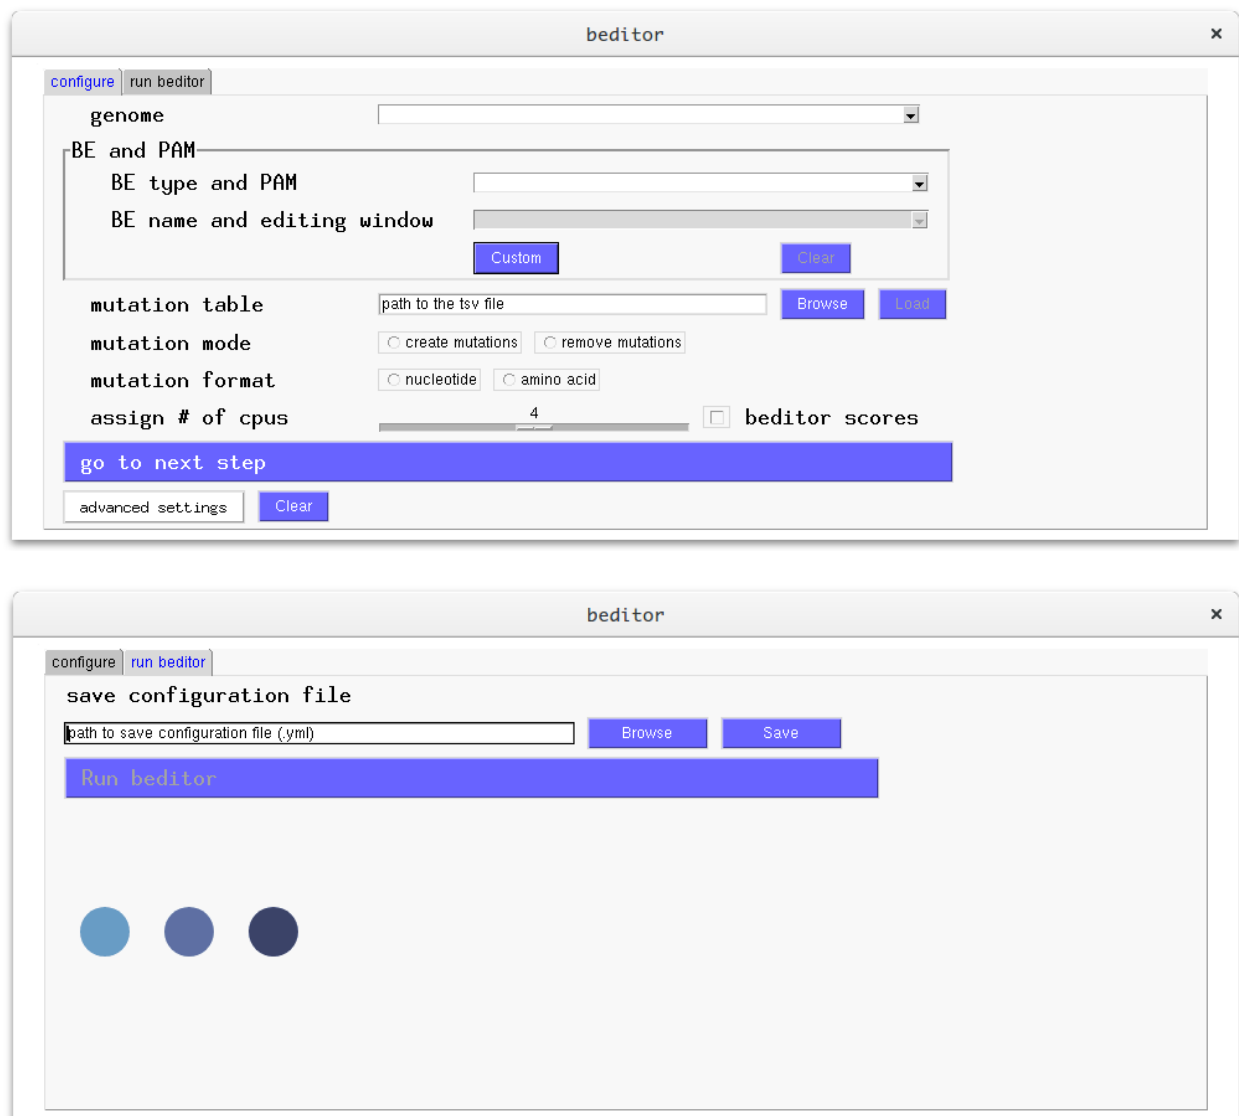 beditor ×
configure run beditor
genome
BE and PAM
BE type and PAM
BE name and editing window
Custom Clear
mutation table path to the tsv file Browse Load
mutation mode create mutations remove mutations
mutation format nucleotide amino acid
assign # of cpus 4 beditor scores
go to next step
advanced settings Clear
beditor ×
configure run beditor
save configuration file
path to save configuration file (.yml) Browse Save
Run beditor